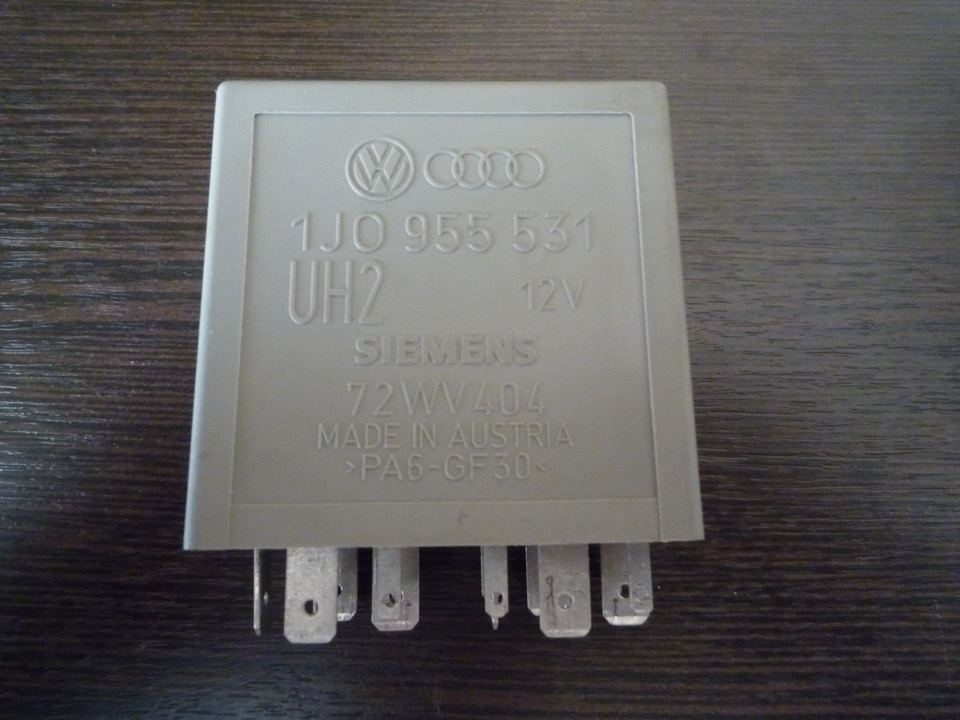 1J0 955 531
UH2 12V
SIEMENS
72WV404
MADE IN AUSTRIA
>PA6-GF30<